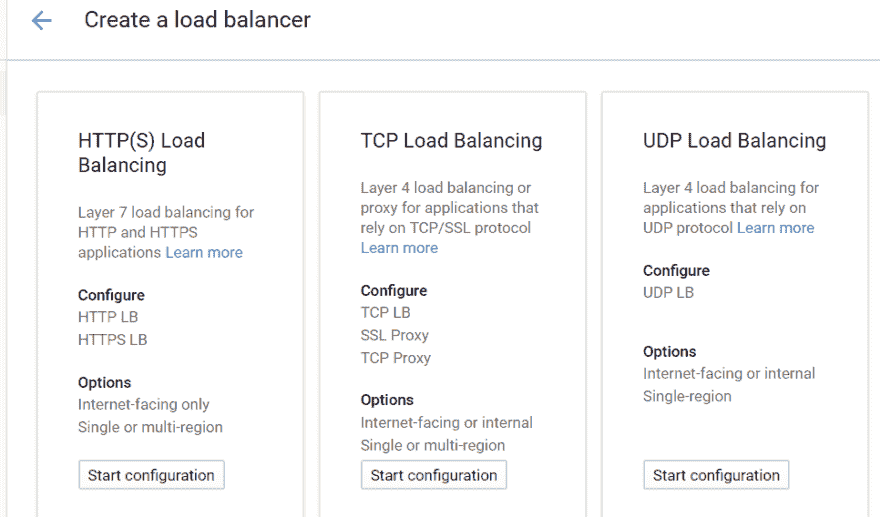 Create a load balancer
HTTP(S) Load
Balancing
Layer 7 load balancing for
HTTP and HTTPS
applications Learn more
Configure
HTTP LB
HTTPS LB
Options
Internet-facing only
Single or multi-region
Start configuration
TCP Load Balancing
Layer 4 load balancing or
proxy for applications that
rely on TCP/SSL protocol
Learn more
Configure
TCP LB
SSL Proxy
TCP Proxy
Options
Internet-facing or internal
Single or multi-region
Start configuration
UDP Load Balancing
Layer 4 load balancing for
applications that rely on
UDP protocol Learn more
Configure
UDP LB
Options
Internet-facing or internal
Single-region
Start configuration